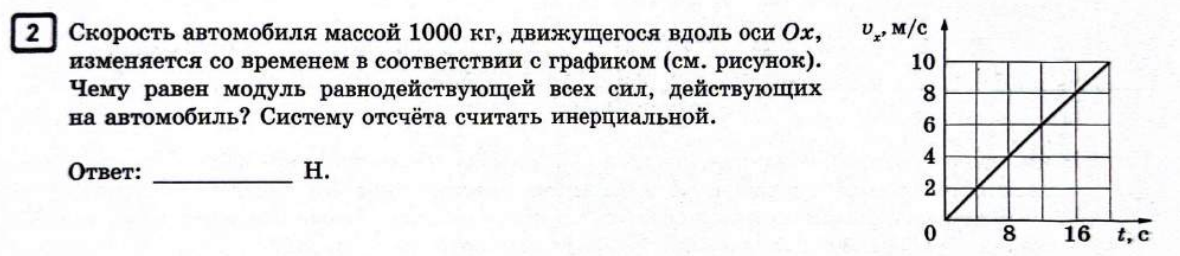 2 Скорость автомобиля массой 1000 кг, движущегося вдоль оси Ox,
изменяется со временем в соответствии с графиком (см. рисунок).
Чему равен модуль равнодействующей всех сил, действующих
на автомобиль? Систему отсчёта считать инерциальной.
Ответ: ____________ Н.
υₓ, м/с
10
8
6
4
2
0 8 16 t, с